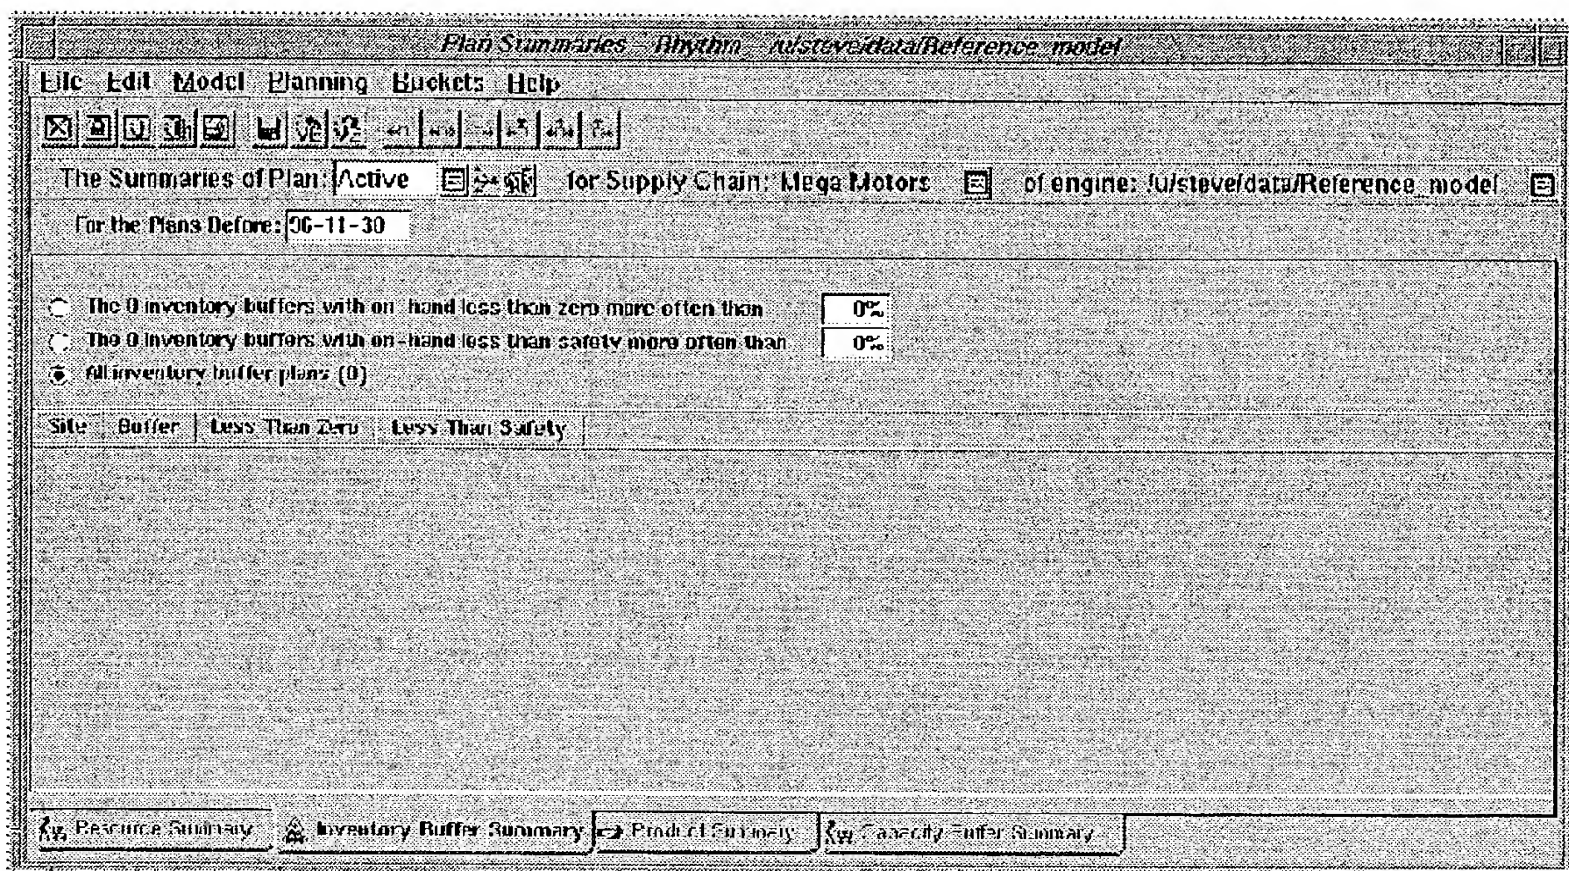 Plan Summaries - Rhythm - /u/steve/data/Reference_model
File Edit Model Planning Buckets Help
The Summaries of Plan: Active for Supply Chain: Mega Motors of engine: /u/steve/data/Reference_model
For the Plans Before: 96-11-30
The 0 inventory buffers with on-hand less than zero more often than 0%
The 0 inventory buffers with on-hand less than safety more often than 0%
All inventory buffer plans (0)
Site Buffer Less Than Zero Less Than Safety
Resource Summary Inventory Buffer Summary Product Summary Capacity Buffer Summary